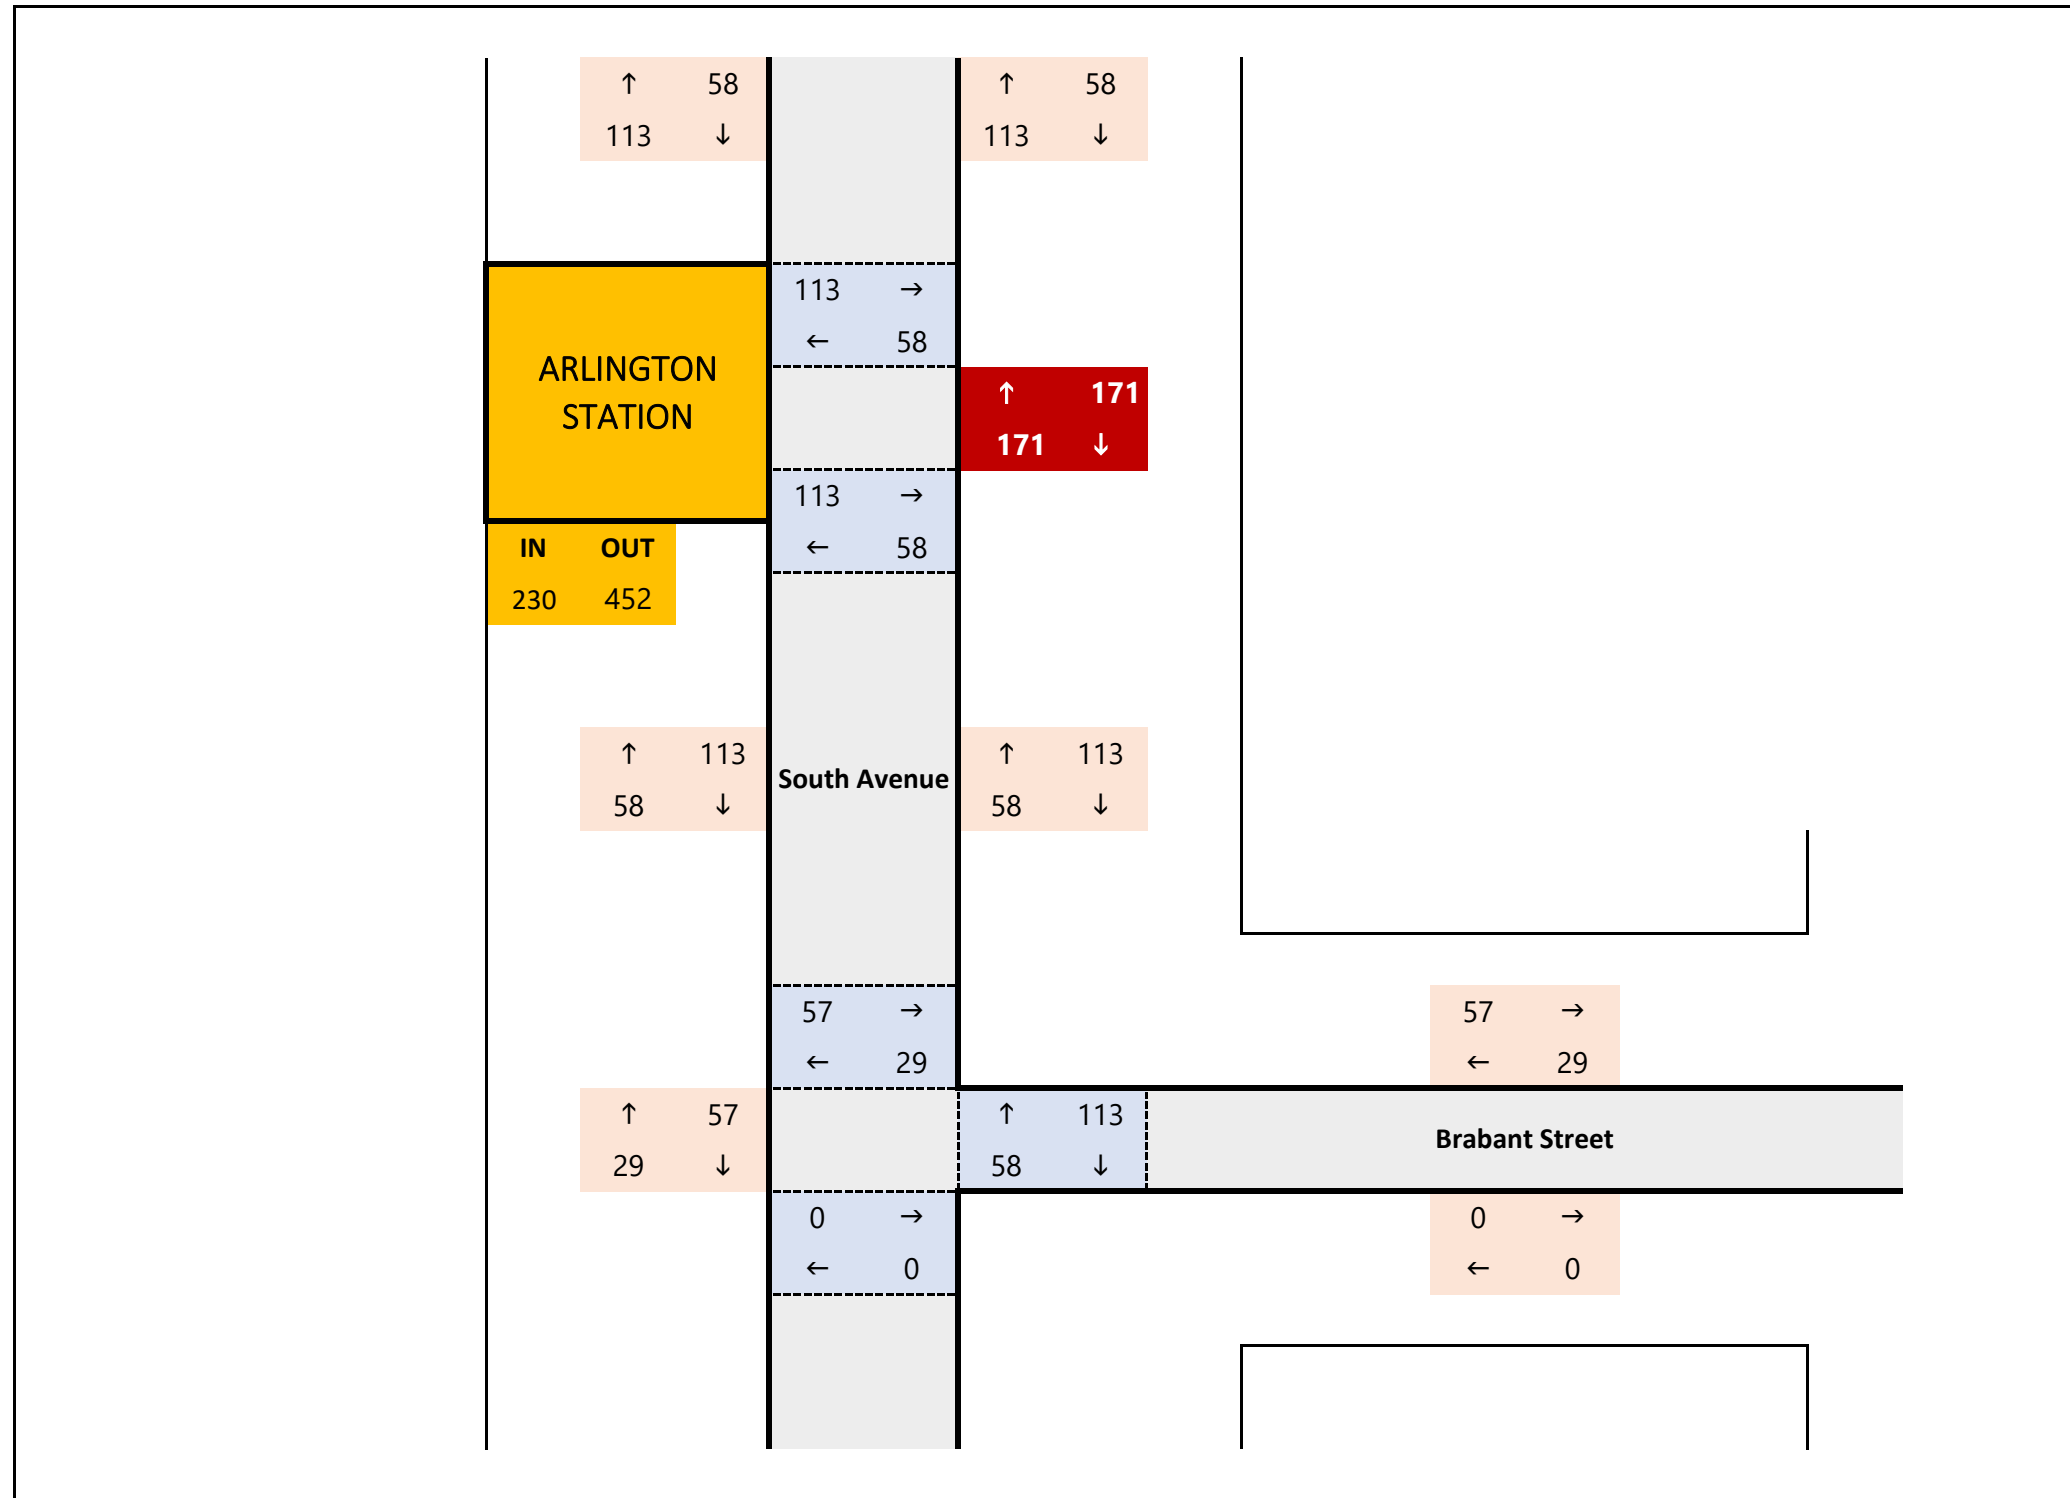 ↑ 58 ↑ 58
113 ↓ 113 ↓
113 →
← 58
ARLINGTON
STATION
↑ 171
171 ↓
113 →
← 58
IN OUT
230 452
↑ 113 ↑ 113
58 ↓ 58 ↓
South Avenue
57 → 57 →
← 29 ← 29
↑ 57 ↑ 113
29 ↓ 58 ↓
Brabant Street
0 → 0 →
← 0 ← 0